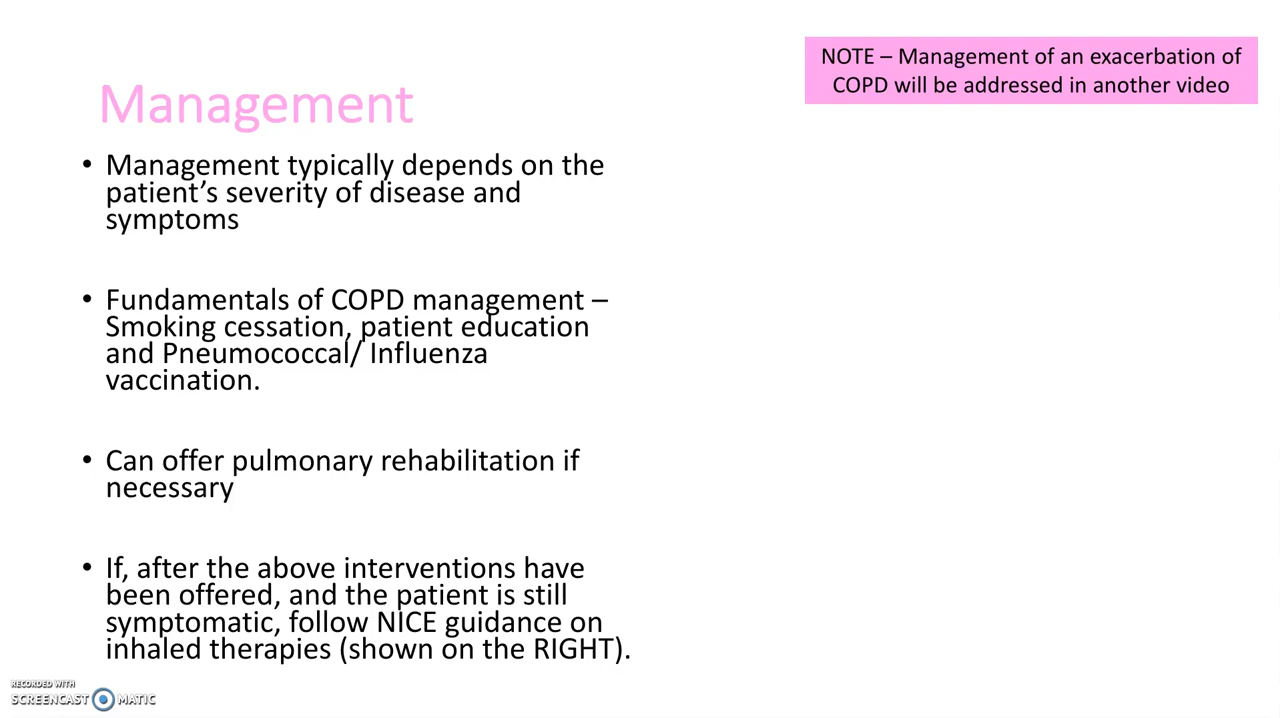 NOTE – Management of an exacerbation of
COPD will be addressed in another video
Management
• Management typically depends on the
patient's severity of disease and
symptoms
• Fundamentals of COPD management –
Smoking cessation, patient education
and Pneumococcal/ Influenza
vaccination.
• Can offer pulmonary rehabilitation if
necessary
• If, after the above interventions have
been offered, and the patient is still
symptomatic, follow NICE guidance on
inhaled therapies (shown on the RIGHT).
RECORDED WITH
SCREENCAST MATIC